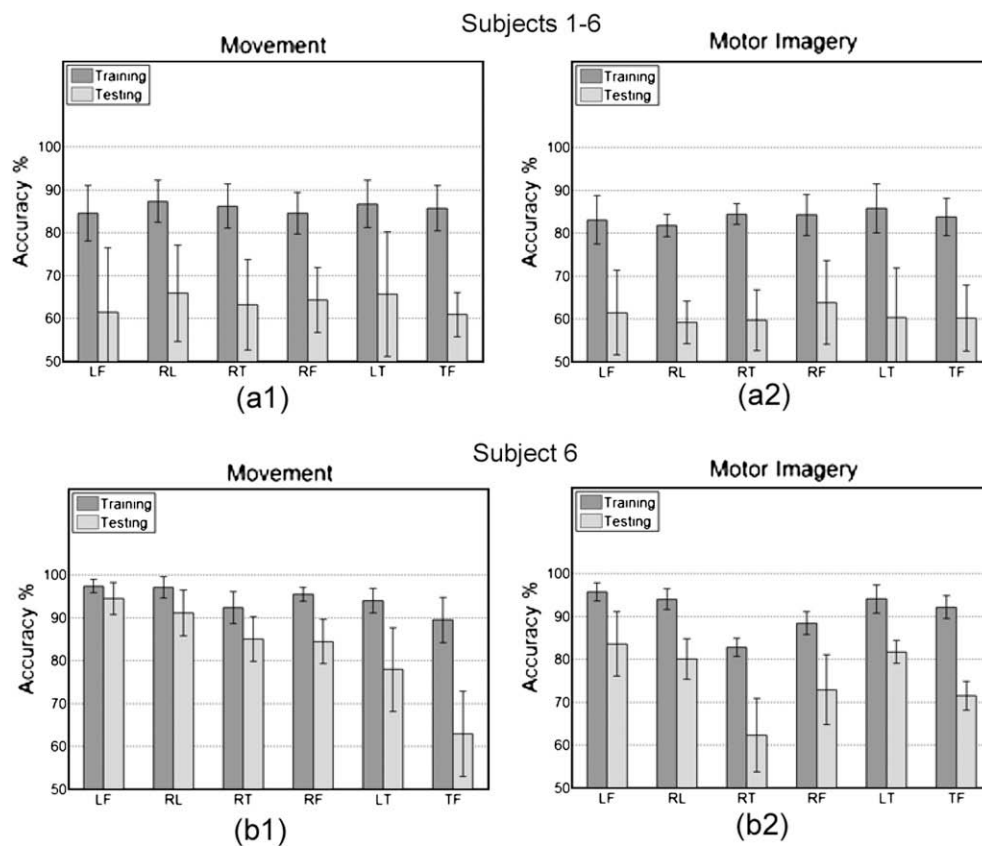 Subjects 1-6
Movement
Motor Imagery
Training
Testing
Training
Testing
Accuracy %
100
90
80
70
60
50
Accuracy %
100
90
80
70
60
50
LF RL RT RF LT TF
LF RL RT RF LT TF
(a1)
(a2)
Subject 6
Movement
Motor Imagery
Training
Testing
Training
Testing
Accuracy %
100
90
80
70
60
50
Accuracy %
100
90
80
70
60
50
LF RL RT RF LT TF
LF RL RT RF LT TF
(b1)
(b2)